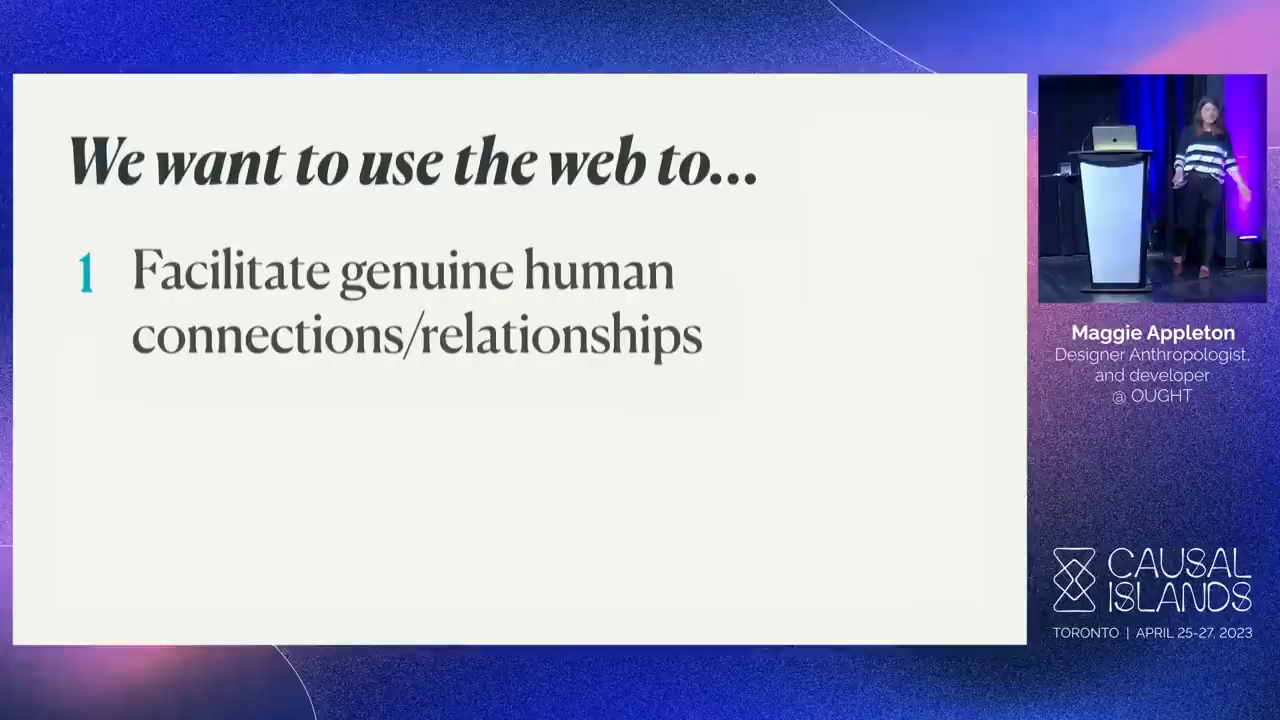 We want to use the web to...
1 Facilitate genuine human
connections/relationships
Maggie Appleton
Designer Anthropologist,
and developer
@ OUGHT
CAUSAL
ISLANDS
TORONTO | APRIL 25-27, 2023